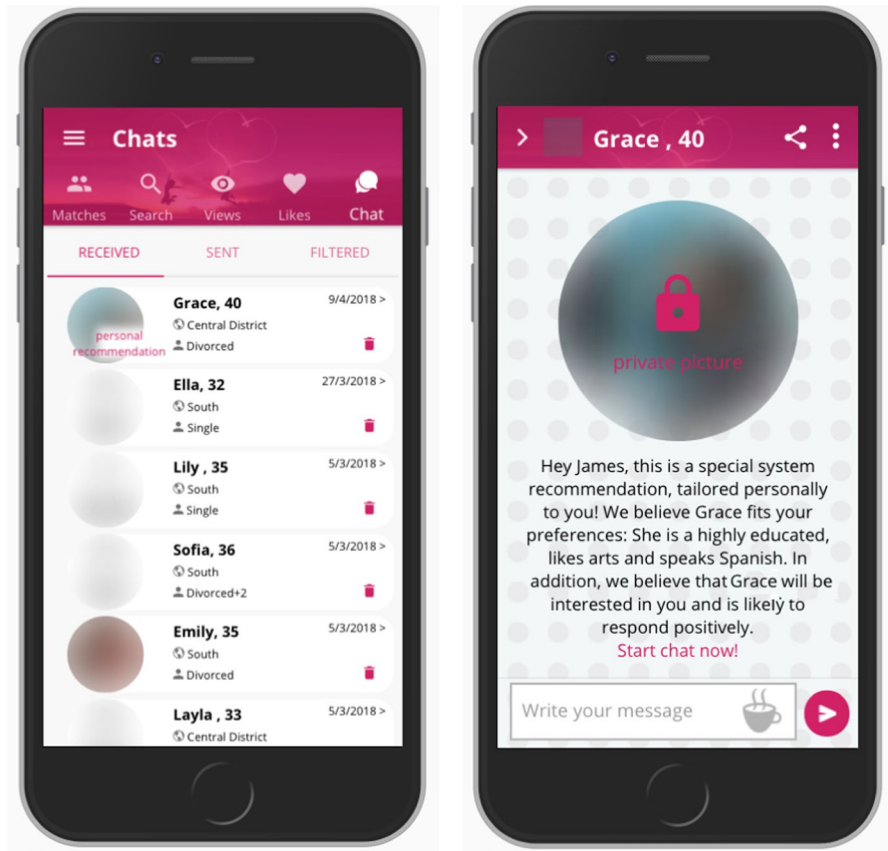 Chats
Matches Search Views Likes Chat
RECEIVED SENT FILTERED
Grace, 40 9/4/2018 >
Central District
Divorced
personal
recommendation
Ella, 32 27/3/2018 >
South
Single
Lily , 35 5/3/2018 >
South
Single
Sofia, 36 5/3/2018 >
South
Divorced+2
Emily, 35 5/3/2018 >
South
Divorced
Layla , 33 5/3/2018 >
Central District
Grace , 40
private picture
Hey James, this is a special system
recommendation, tailored personally
to you! We believe Grace fits your
preferences: She is a highly educated,
likes arts and speaks Spanish. In
addition, we believe that Grace will be
interested in you and is likely to
respond positively.
Start chat now!
Write your message